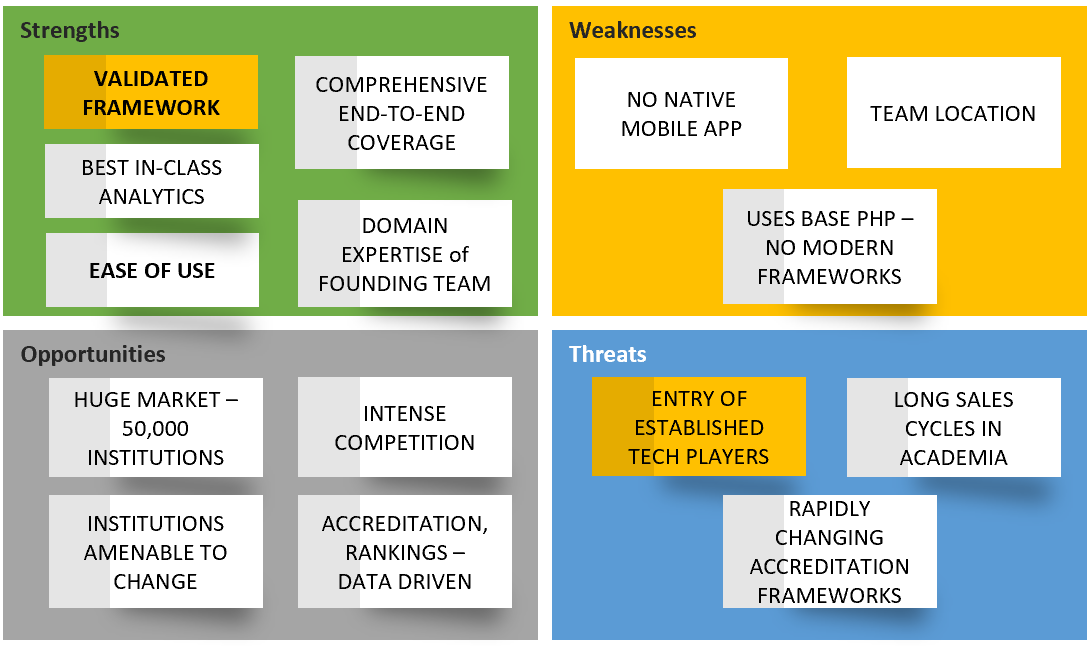 Strengths
VALIDATED
FRAMEWORK
BEST IN-CLASS
ANALYTICS
EASE OF USE
COMPREHENSIVE
END-TO-END
COVERAGE
DOMAIN
EXPERTISE of
FOUNDING TEAM
Weaknesses
NO NATIVE
MOBILE APP
TEAM LOCATION
USES BASE PHP –
NO MODERN
FRAMEWORKS
Opportunities
HUGE MARKET –
50,000
INSTITUTIONS
INTENSE
COMPETITION
INSTITUTIONS
AMENABLE TO
CHANGE
ACCREDITATION,
RANKINGS –
DATA DRIVEN
Threats
ENTRY OF
ESTABLISHED
TECH PLAYERS
LONG SALES
CYCLES IN
ACADEMIA
RAPIDLY
CHANGING
ACCREDITATION
FRAMEWORKS